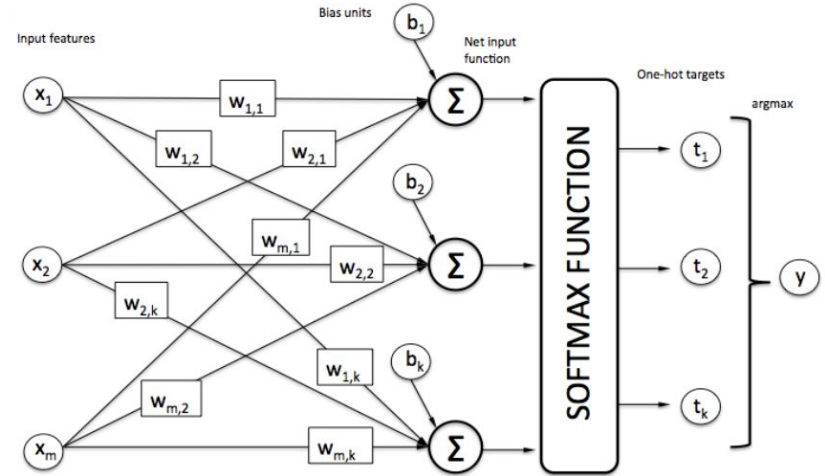 Bias units
b₁
Input features
Net input
function
One-hot targets
argmax
x₁
w₁,₁
Σ
w₁,₂
w₂,₁
t₁
b₂
wₘ,₁
x₂
w₂,₂
Σ
SOFTMAX FUNCTION
t₂
y
w₂,ₖ
bₖ
w₁,ₖ
wₘ,₂
tₖ
xₘ
wₘ,ₖ
Σ